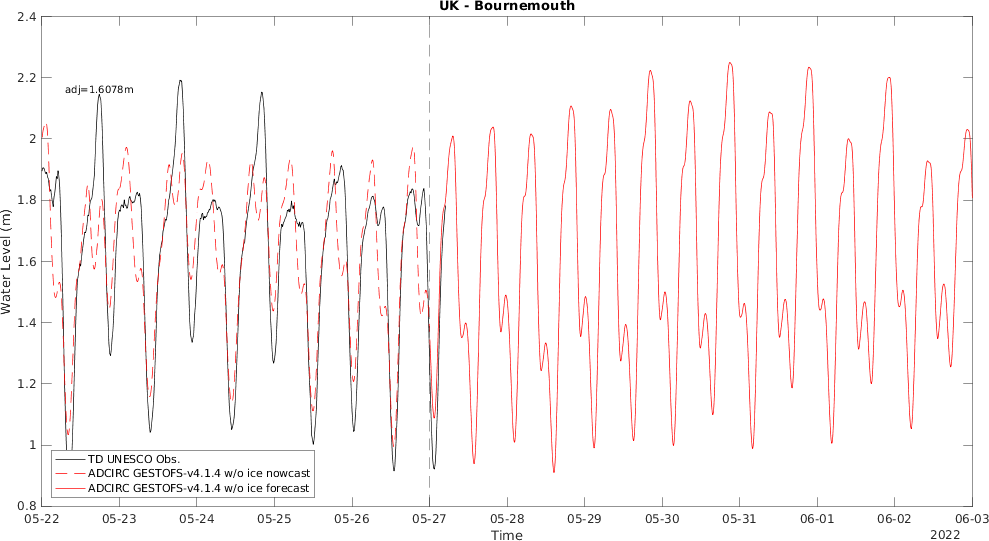 UK - Bournemouth
2.4
2.2
2
1.8
1.6
1.4
1.2
1
0.8
Water Level (m)
adj=1.6078m
TD UNESCO Obs.
ADCIRC GESTOFS-v4.1.4 w/o ice nowcast
ADCIRC GESTOFS-v4.1.4 w/o ice forecast
05-22 05-23 05-24 05-25 05-26 05-27 05-28 05-29 05-30 05-31 06-01 06-02 06-03
Time
2022